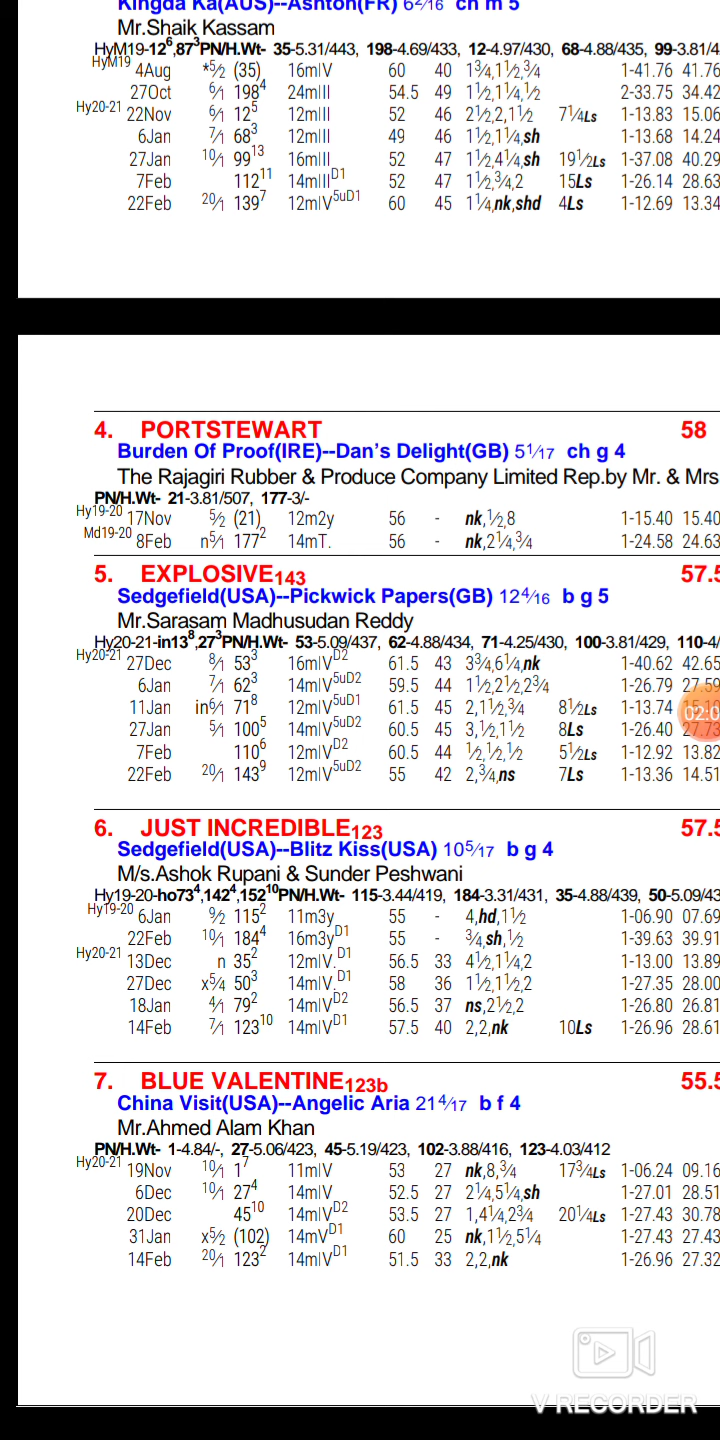 Kingda Ka(AUS)--Ashton(FR) 6 2/16 ch m 5
Mr.Shaik Kassam
HyM19-12⁶,87³PN/H.Wt- 35-5.31/443, 198-4.69/433, 12-4.97/430, 68-4.88/435, 99-3.81/4
HyM19 4Aug *5/2 (35) 16mIV 60 40 1¾,1½,¾ 1-41.76 41.76
27Oct 6/1 198⁴ 24mIII 54.5 49 1½,1¼,½ 2-33.75 34.42
Hy20-21 22Nov 6/1 12⁵ 12mII 52 46 2½,2,1½ 7¼Ls 1-13.83 15.06
6Jan 7/1 68³ 12mII 49 46 1½,1¼,sh 1-13.68 14.24
27Jan 10/1 99¹³ 16mIII 52 47 1½,4¼,sh 19½Ls 1-37.08 40.29
7Feb 112¹¹ 14mIII D1 52 47 1½,¾,2 15Ls 1-26.14 28.63
22Feb 20/1 139⁷ 12mIV 5uD1 60 45 1¼,nk,shd 4Ls 1-12.69 13.34
4. PORTSTEWART 58
Burden Of Proof(IRE)--Dan's Delight(GB) 5 1/17 ch g 4
The Rajagiri Rubber & Produce Company Limited Rep.by Mr. & Mrs
PN/H.Wt- 21-3.81/507, 177-3/-
Hy19-20 17Nov 5/2 (21) 12m2y 56 - nk,½,8 1-15.40 15.40
Md19-20 8Feb n5/1 177² 14mT. 56 - nk,2¼,¾ 1-24.58 24.63
5. EXPLOSIVE143 57.5
Sedgefield(USA)--Pickwick Papers(GB) 12 4/16 b g 5
Mr.Sarasam Madhusudan Reddy
Hy20-21-in13⁸,27³PN/H.Wt- 53-5.09/437, 62-4.88/434, 71-4.25/430, 100-3.81/429, 110-4/
Hy20-21 27Dec 8/1 53³ 16mIV D2 61.5 43 3¾,6¼,nk 1-40.62 42.65
6Jan 7/1 62³ 14mIV 5uD2 59.5 44 1½,2½,2¾ 1-26.79 27.59
11Jan in6/1 71⁸ 12mIV 5uD1 61.5 45 2,1½,¾ 8½Ls 1-13.74
02:0
27Jan 5/1 100⁵ 14mIV 5uD2 60.5 45 3,½,1½ 8Ls 1-26.40 27.73
7Feb 110⁶ 12mIV D2 60.5 44 ½,½,½ 5½Ls 1-12.92 13.82
22Feb 20/1 143⁹ 12mIV 5uD2 55 42 2,¾,ns 7Ls 1-13.36 14.51
6. JUST INCREDIBLE123 57.5
Sedgefield(USA)--Blitz Kiss(USA) 10 5/17 b g 4
M/s.Ashok Rupani & Sunder Peshwani
Hy19-20-ho73⁴,142⁴,152¹⁰PN/H.Wt- 115-3.44/419, 184-3.31/431, 35-4.88/439, 50-5.09/43
Hy19-20 6Jan 9/2 115² 11m3y 55 - 4,hd,1½ 1-06.90 07.69
22Feb 10/1 184⁴ 16m3y D1 55 - ¾,sh,½ 1-39.63 39.91
Hy20-21 13Dec n 35² 12mIV. D1 56.5 33 4½,1¼,2 1-13.00 13.89
27Dec x5/4 50³ 14mIV. D1 58 36 1½,1½,2 1-27.35 28.00
18Jan 4/1 79² 14mIV D2 56.5 37 ns,2½,2 1-26.80 26.81
14Feb 7/1 123¹⁰ 14mIV D1 57.5 40 2,2,nk 10Ls 1-26.96 28.61
7. BLUE VALENTINE123b 55.5
China Visit(USA)--Angelic Aria 21 4/17 b f 4
Mr.Ahmed Alam Khan
PN/H.Wt- 1-4.84/-, 27-5.06/423, 45-5.19/423, 102-3.88/416, 123-4.03/412
Hy20-21 19Nov 10/1 1⁷ 11mIV 53 27 nk,8,¾ 17¾Ls 1-06.24 09.16
6Dec 10/1 27⁴ 14mIV 52.5 27 2¼,5¼,sh 1-27.01 28.51
20Dec 45¹⁰ 14mIV D2 53.5 27 1,4¼,2¾ 20¼Ls 1-27.43 30.78
31Jan x5/2 (102) 14mV D1 60 25 nk,1½,5¼ 1-27.43 27.43
14Feb 20/1 123² 14mIV D1 51.5 33 2,2,nk 1-26.96 27.32
V RECORDER